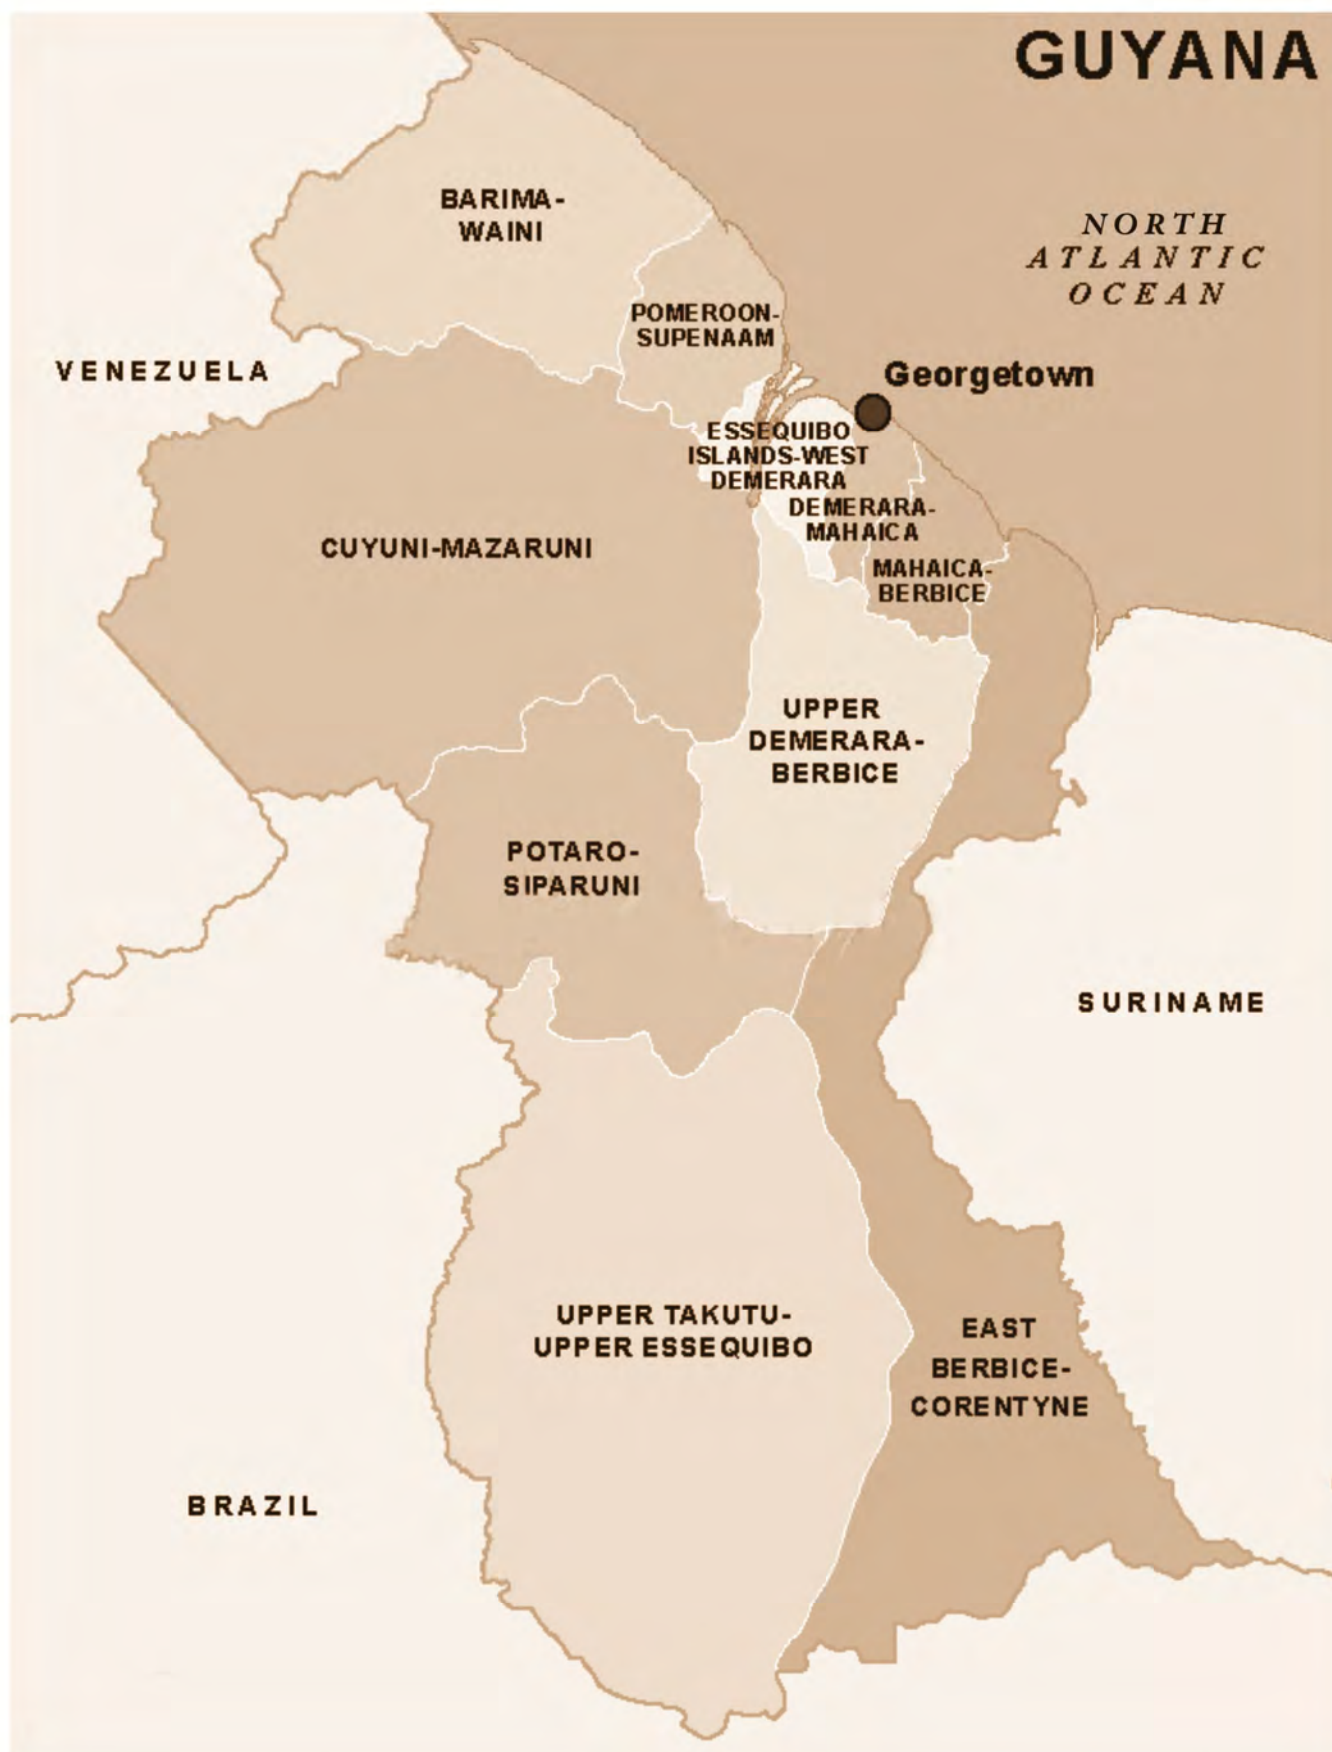 GUYANA
BARIMA-
WAINI
NORTH
ATLANTIC
OCEAN
POMEROON-
SUPENAAM
VENEZUELA
Georgetown
ESSEQUIBO
ISLANDS-WEST
DEMERARA
DEMERARA-
MAHAICA
CUYUNI-MAZARUNI
MAHAICA-
BERBICE
UPPER
DEMERARA-
BERBICE
POTARO-
SIPARUNI
SURINAME
UPPER TAKUTU-
UPPER ESSEQUIBO
EAST
BERBICE-
CORENTYNE
BRAZIL